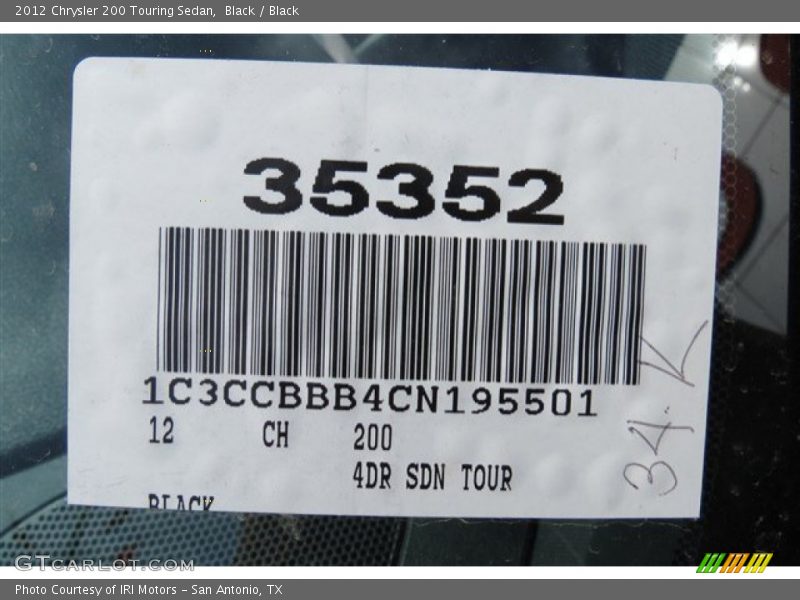 2012 Chrysler 200 Touring Sedan,  Black / Black
35352
1C3CCBBB4CN195501
12 CH 200
4DR SDN TOUR
BLACK
34.K
GTcarlot.com
Photo Courtesy of IRI Motors – San Antonio, TX